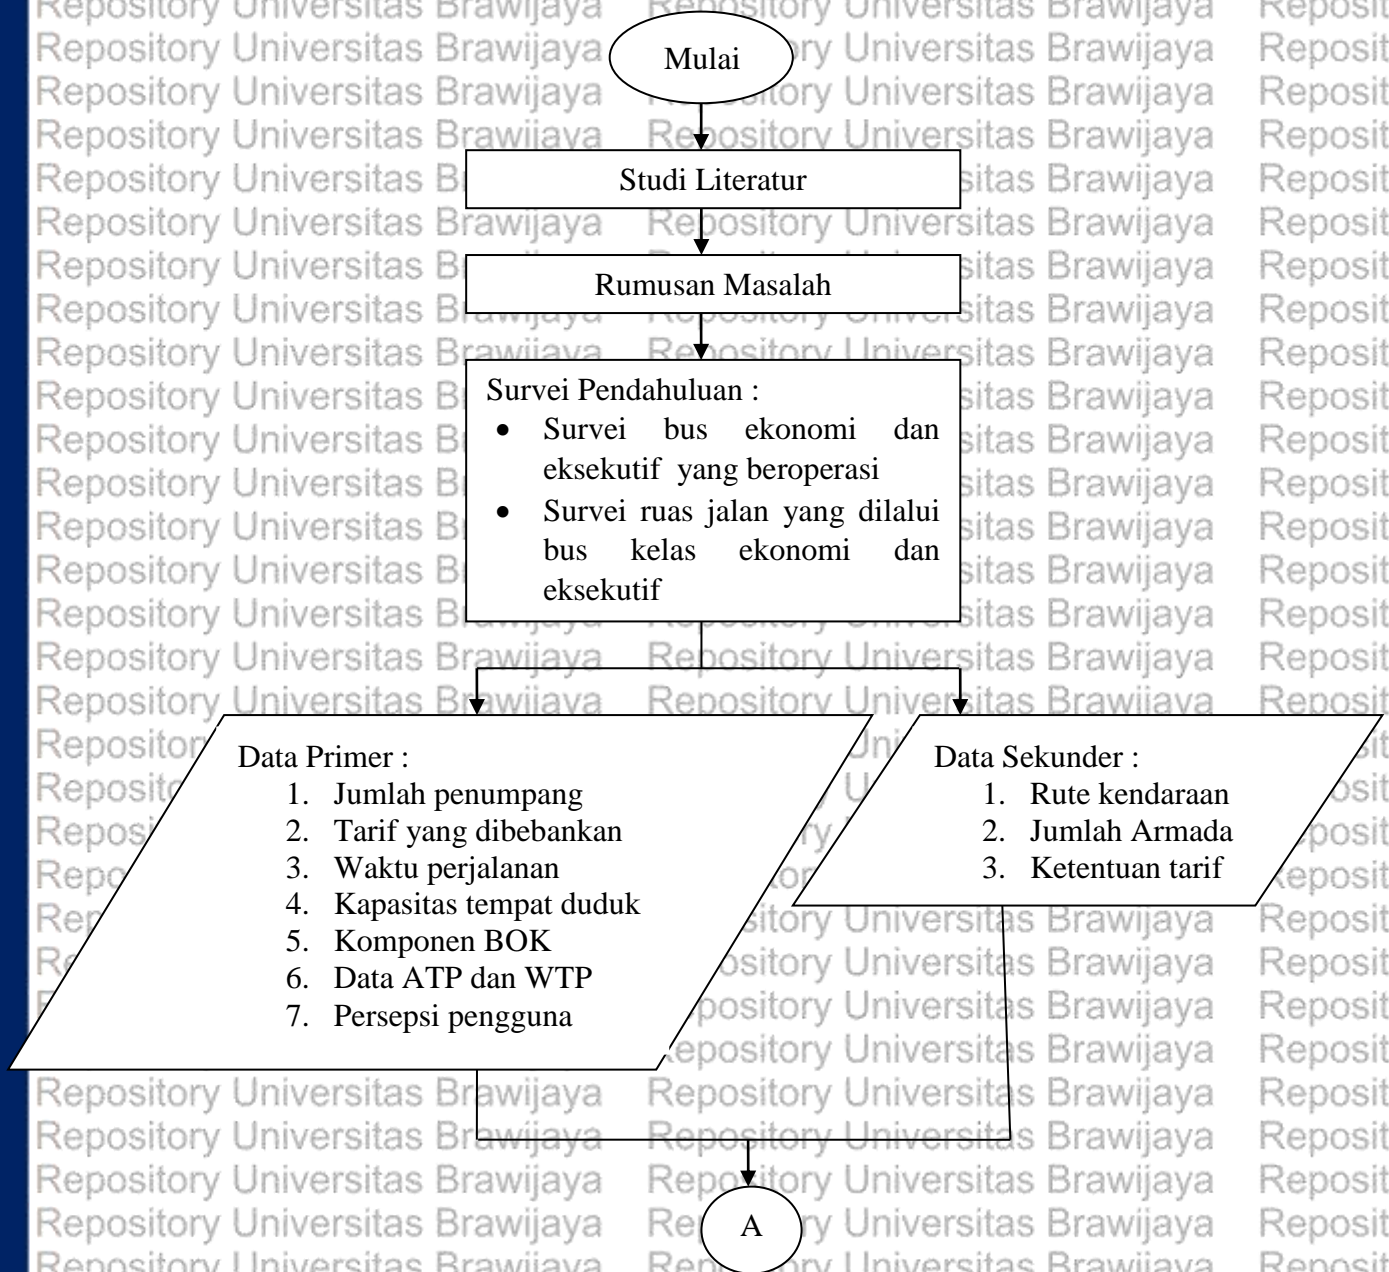 Mulai
Studi Literatur
Rumusan Masalah
Survei Pendahuluan :
• Survei bus ekonomi dan
eksekutif yang beroperasi
• Survei ruas jalan yang dilalui
bus kelas ekonomi dan
eksekutif
Data Primer :
1. Jumlah penumpang
2. Tarif yang dibebankan
3. Waktu perjalanan
4. Kapasitas tempat duduk
5. Komponen BOK
6. Data ATP dan WTP
7. Persepsi pengguna
Data Sekunder :
1. Rute kendaraan
2. Jumlah Armada
3. Ketentuan tarif
A
Repository Universitas Brawijaya